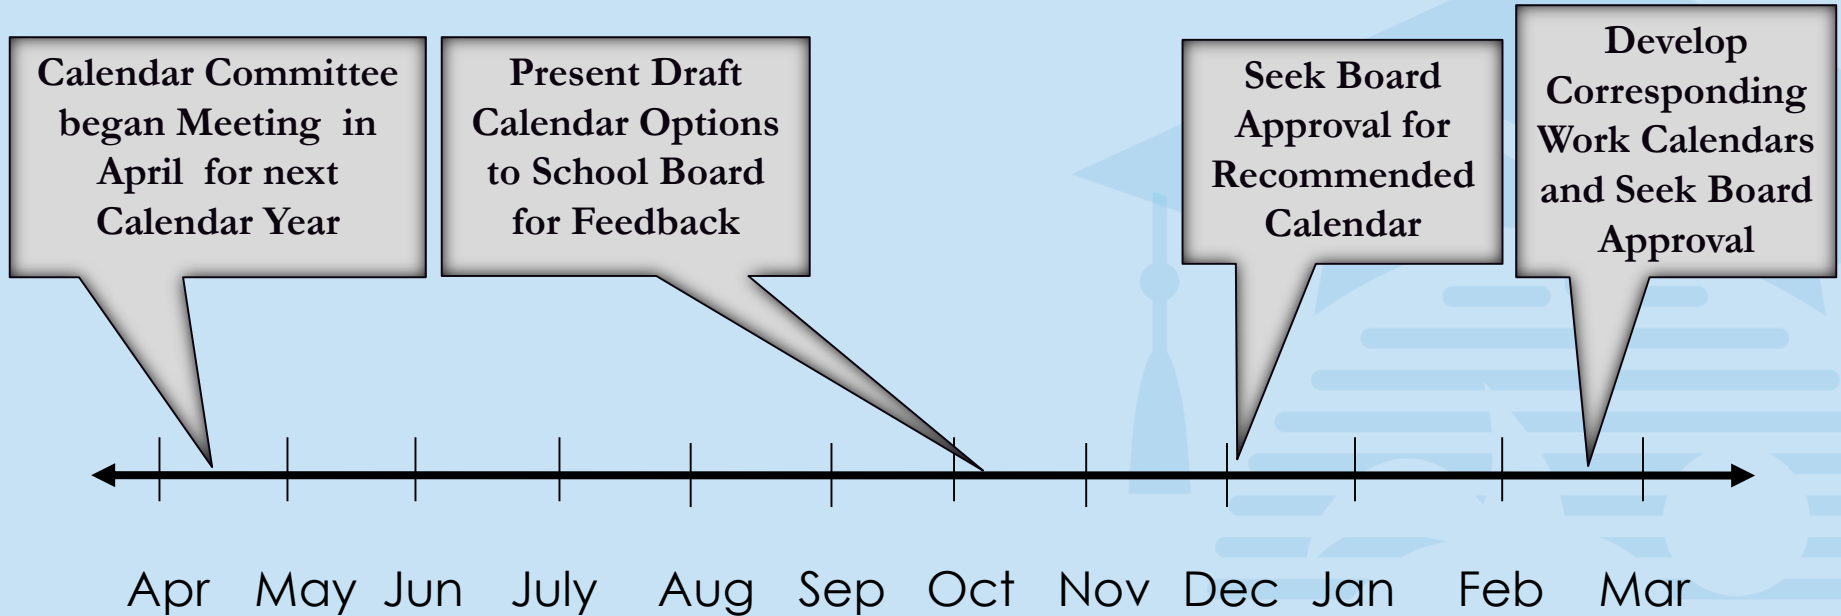 Calendar Committee
began Meeting in
April for next
Calendar Year
Present Draft
Calendar Options
to School Board
for Feedback
Seek Board
Approval for
Recommended
Calendar
Develop
Corresponding
Work Calendars
and Seek Board
Approval
Apr May Jun July Aug Sep Oct Nov Dec Jan Feb Mar